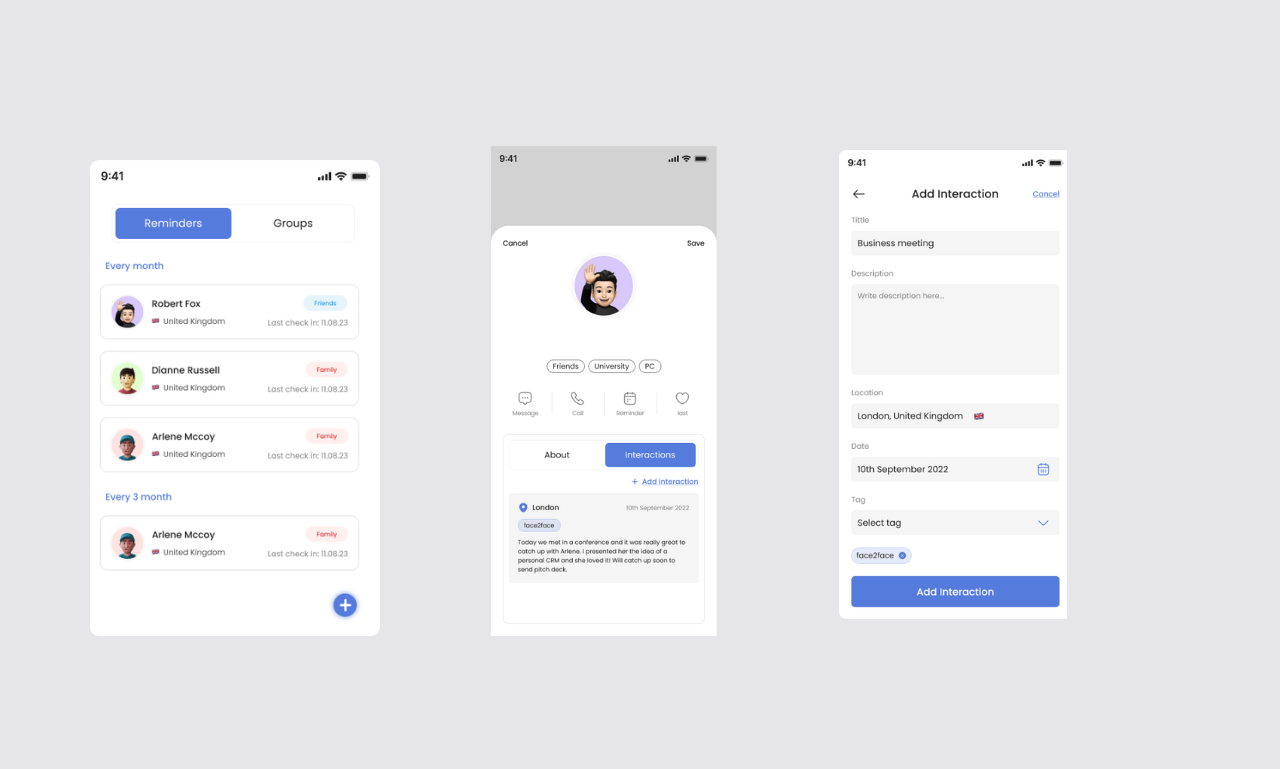 9:41
Reminders
Groups
Every month
Robert Fox
Friends
United Kingdom
Last check in: 11.08.23
Dianne Russell
Family
United Kingdom
Last check in: 11.08.23
Arlene Mccoy
Family
United Kingdom
Last check in: 11.08.23
Every 3 month
Arlene Mccoy
Family
United Kingdom
Last check in: 11.08.23
9:41
Cancel
Save
Friends
University
PC
Message
Call
Reminder
last
About
Interactions
+ Add interaction
London
10th September 2022
face2face
Today we met in a conference and it was really great to
catch up with Arlene. I presented her the idea of a
personal CRM and she loved it! Will catch up soon to
send pitch deck.
9:41
Add Interaction
Cancel
Tittle
Business meeting
Description
Write description here...
Location
London, United Kingdom
Date
10th September 2022
Tag
Select tag
face2face
Add Interaction